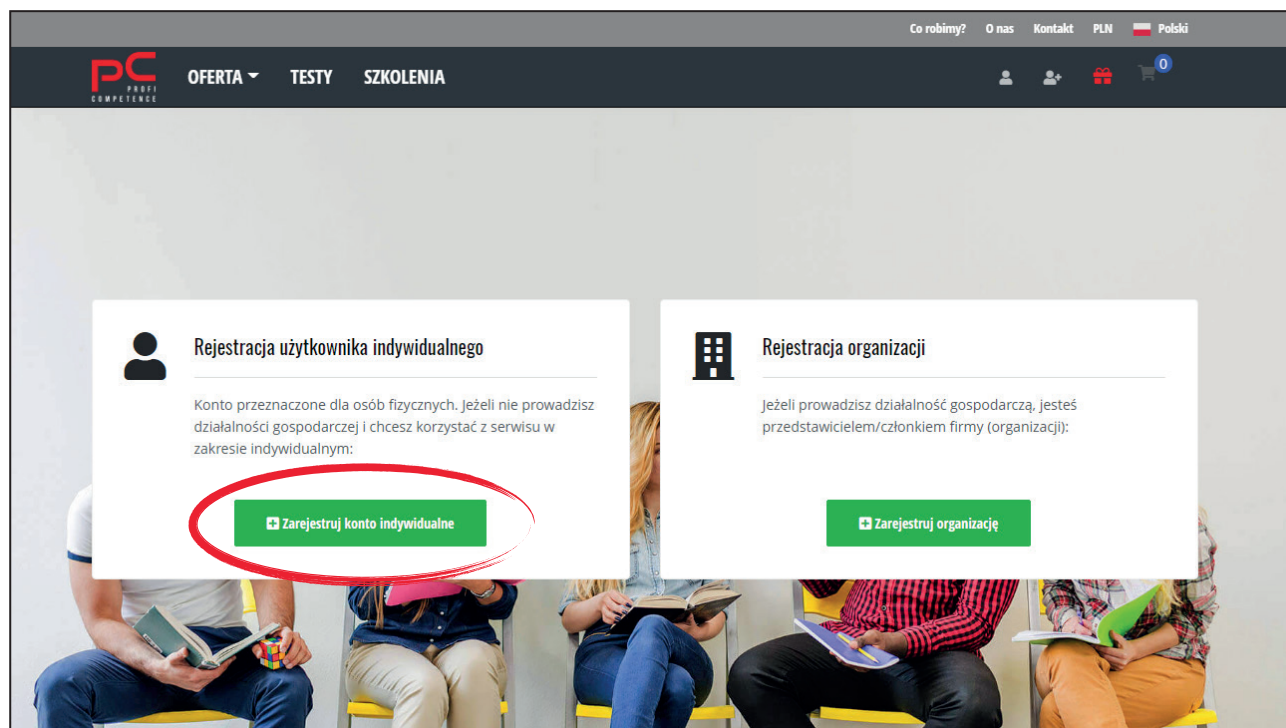 Co robimy? O nas Kontakt PLN Polski
PC
PROFI
COMPETENCE
OFERTA TESTY SZKOLENIA
0
Rejestracja użytkownika indywidualnego
Konto przeznaczone dla osób fizycznych. Jeżeli nie prowadzisz
działalności gospodarczej i chcesz korzystać z serwisu w
zakresie indywidualnym:
Zarejestruj konto indywidualne
Rejestracja organizacji
Jeżeli prowadzisz działalność gospodarczą, jesteś
przedstawicielem/członkiem firmy (organizacji):
Zarejestruj organizację